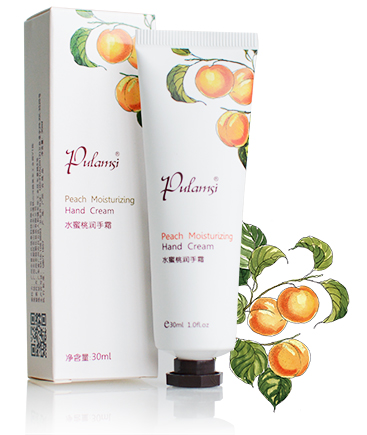 Pulamsi®
Peach Moisturizing
Hand Cream
水蜜桃润手霜
净含量 30ml
Pulamsi®
Peach Moisturizing
Hand Cream
水蜜桃润手霜
e30ml 1.0fl.oz